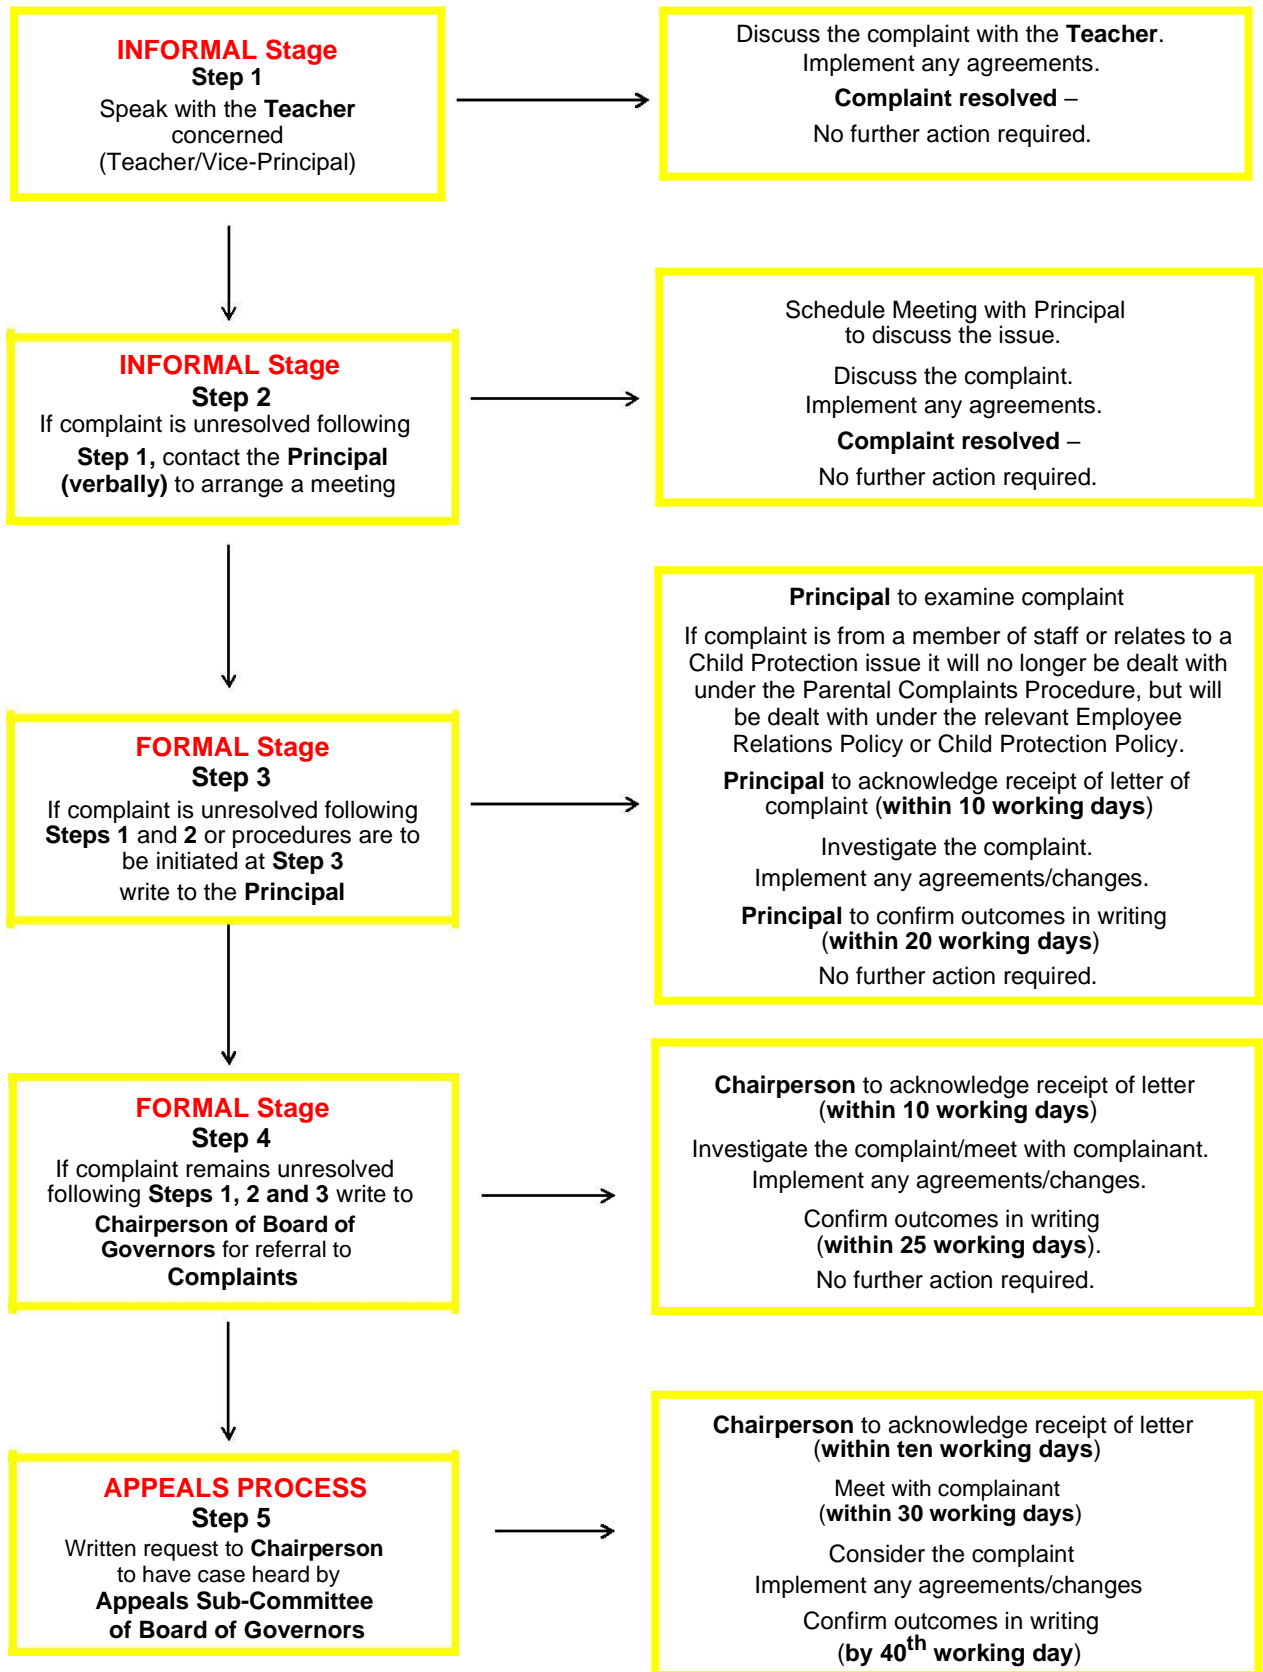 INFORMAL Stage
Step 1
Speak with the Teacher
concerned
(Teacher/Vice-Principal)
Discuss the complaint with the Teacher.
Implement any agreements.
Complaint resolved –
No further action required.
INFORMAL Stage
Step 2
If complaint is unresolved following
Step 1, contact the Principal
(verbally) to arrange a meeting
Schedule Meeting with Principal
to discuss the issue.
Discuss the complaint.
Implement any agreements.
Complaint resolved –
No further action required.
FORMAL Stage
Step 3
If complaint is unresolved following
Steps 1 and 2 or procedures are to
be initiated at Step 3
write to the Principal
Principal to examine complaint
If complaint is from a member of staff or relates to a
Child Protection issue it will no longer be dealt with
under the Parental Complaints Procedure, but will
be dealt with under the relevant Employee
Relations Policy or Child Protection Policy.
Principal to acknowledge receipt of letter of
complaint (within 10 working days)
Investigate the complaint.
Implement any agreements/changes.
Principal to confirm outcomes in writing
(within 20 working days)
No further action required.
FORMAL Stage
Step 4
If complaint remains unresolved
following Steps 1, 2 and 3 write to
Chairperson of Board of
Governors for referral to
Complaints
Chairperson to acknowledge receipt of letter
(within 10 working days)
Investigate the complaint/meet with complainant.
Implement any agreements/changes.
Confirm outcomes in writing
(within 25 working days).
No further action required.
APPEALS PROCESS
Step 5
Written request to Chairperson
to have case heard by
Appeals Sub-Committee
of Board of Governors
Chairperson to acknowledge receipt of letter
(within ten working days)
Meet with complainant
(within 30 working days)
Consider the complaint
Implement any agreements/changes
Confirm outcomes in writing
(by 40th working day)